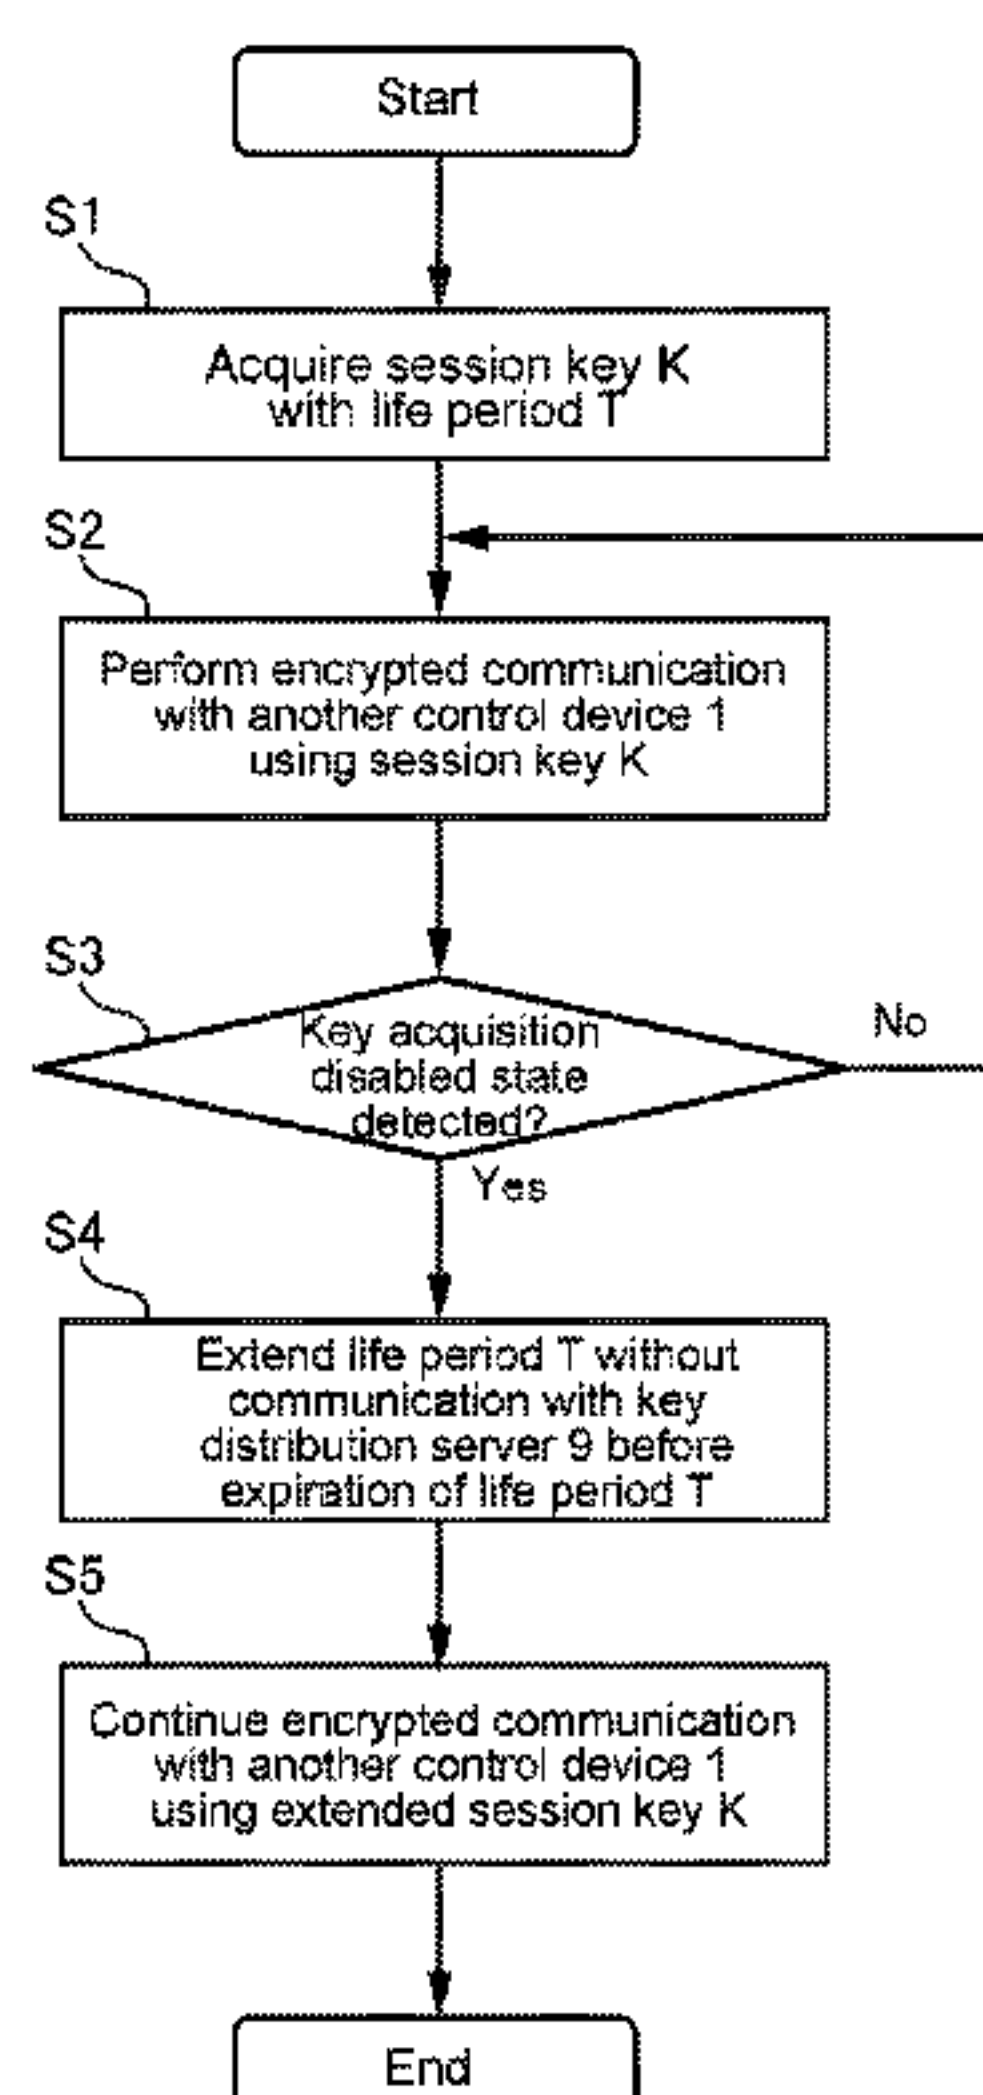 Start
S1
Acquire session key K
with life period T
S2
Perform encrypted communication
with another control device 1
using session key K
S3
Key acquisition
disabled state
detected?
No
Yes
S4
Extend life period T without
communication with key
distribution server 9 before
expiration of life period T
S5
Continue encrypted communication
with another control device 1
using extended session key K
End